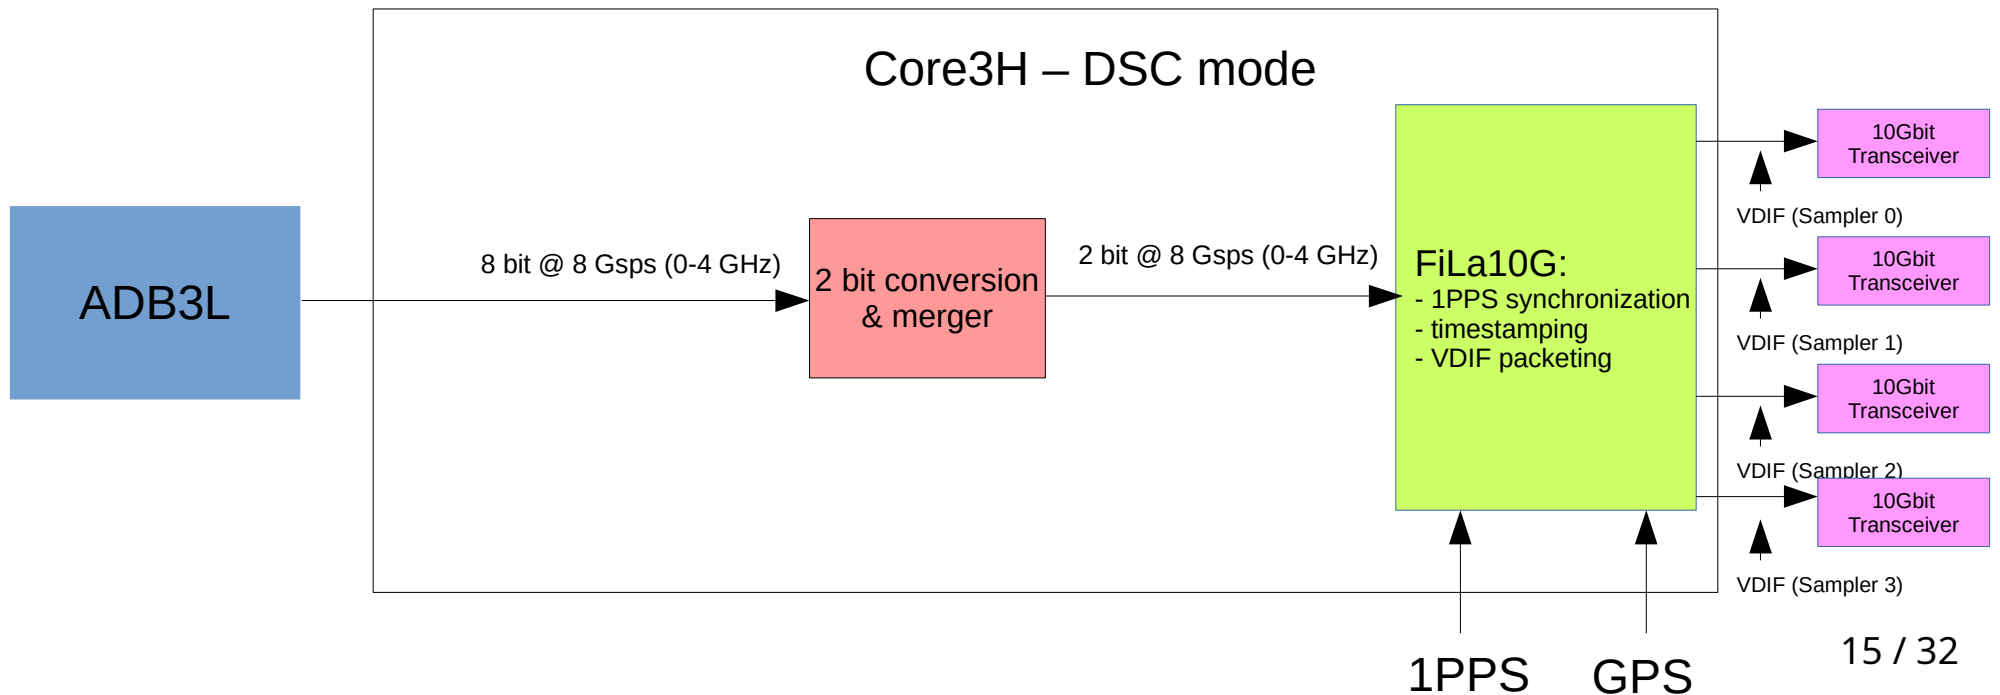 Core3H – DSC mode
ADB3L
8 bit @ 8 Gsps (0-4 GHz)
2 bit conversion
& merger
2 bit @ 8 Gsps (0-4 GHz)
FiLa10G:
- 1PPS synchronization
- timestamping
- VDIF packeting
10Gbit
Transceiver
VDIF (Sampler 0)
10Gbit
Transceiver
VDIF (Sampler 1)
10Gbit
Transceiver
VDIF (Sampler 2)
10Gbit
Transceiver
VDIF (Sampler 3)
1PPS
GPS
15 / 32